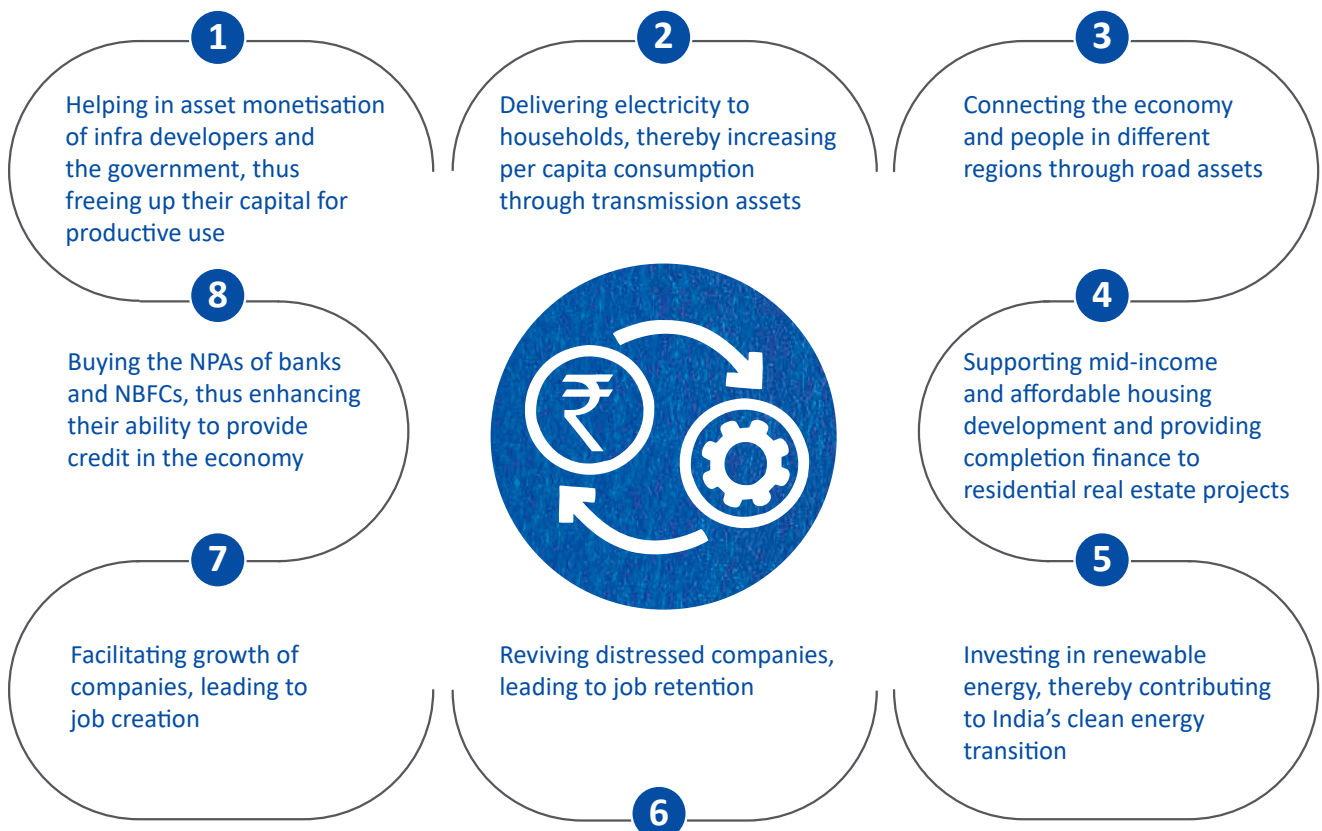 1
Helping in asset monetisation
of infra developers and
the government, thus
freeing up their capital for
productive use
2
Delivering electricity to
households, thereby increasing
per capita consumption
through transmission assets
3
Connecting the economy
and people in different
regions through road assets
4
Supporting mid-income
and affordable housing
development and providing
completion finance to
residential real estate projects
5
Investing in renewable
energy, thereby contributing
to India’s clean energy
transition
6
Reviving distressed companies,
leading to job retention
7
Facilitating growth of
companies, leading to
job creation
8
Buying the NPAs of banks
and NBFCs, thus enhancing
their ability to provide
credit in the economy
₹